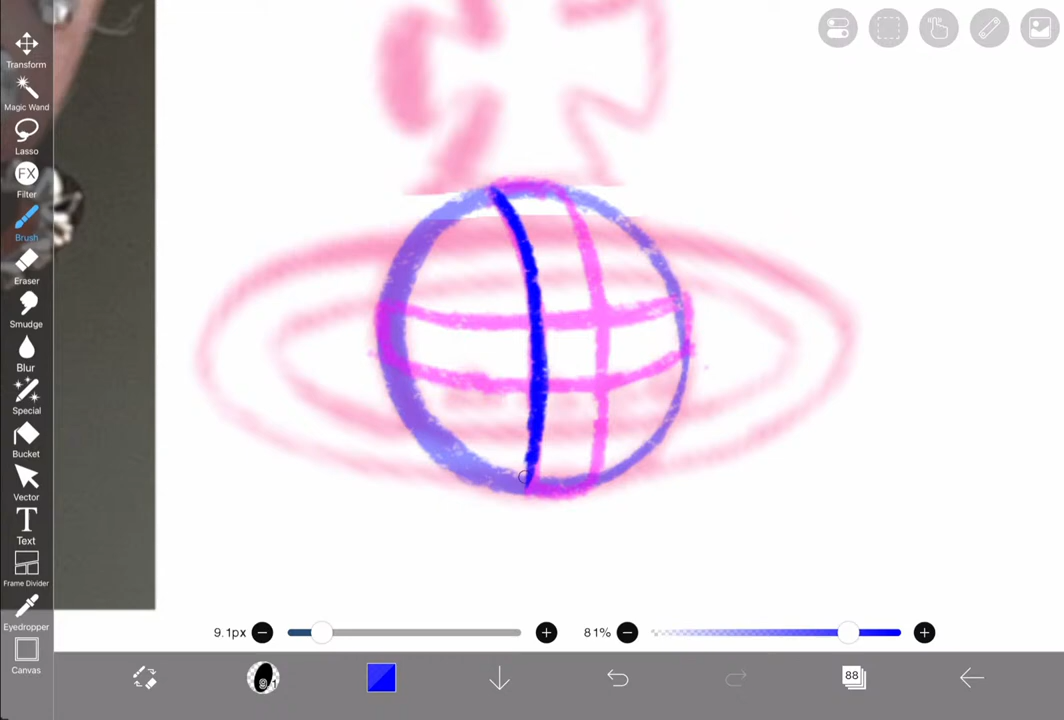 Transform
Magic Wand
Lasso
FX
Filter
Brush
Eraser
Smudge
Blur
Special
Bucket
Vector
T
Text
Frame Divider
Eyedropper
Canvas
9.1px
81%
88